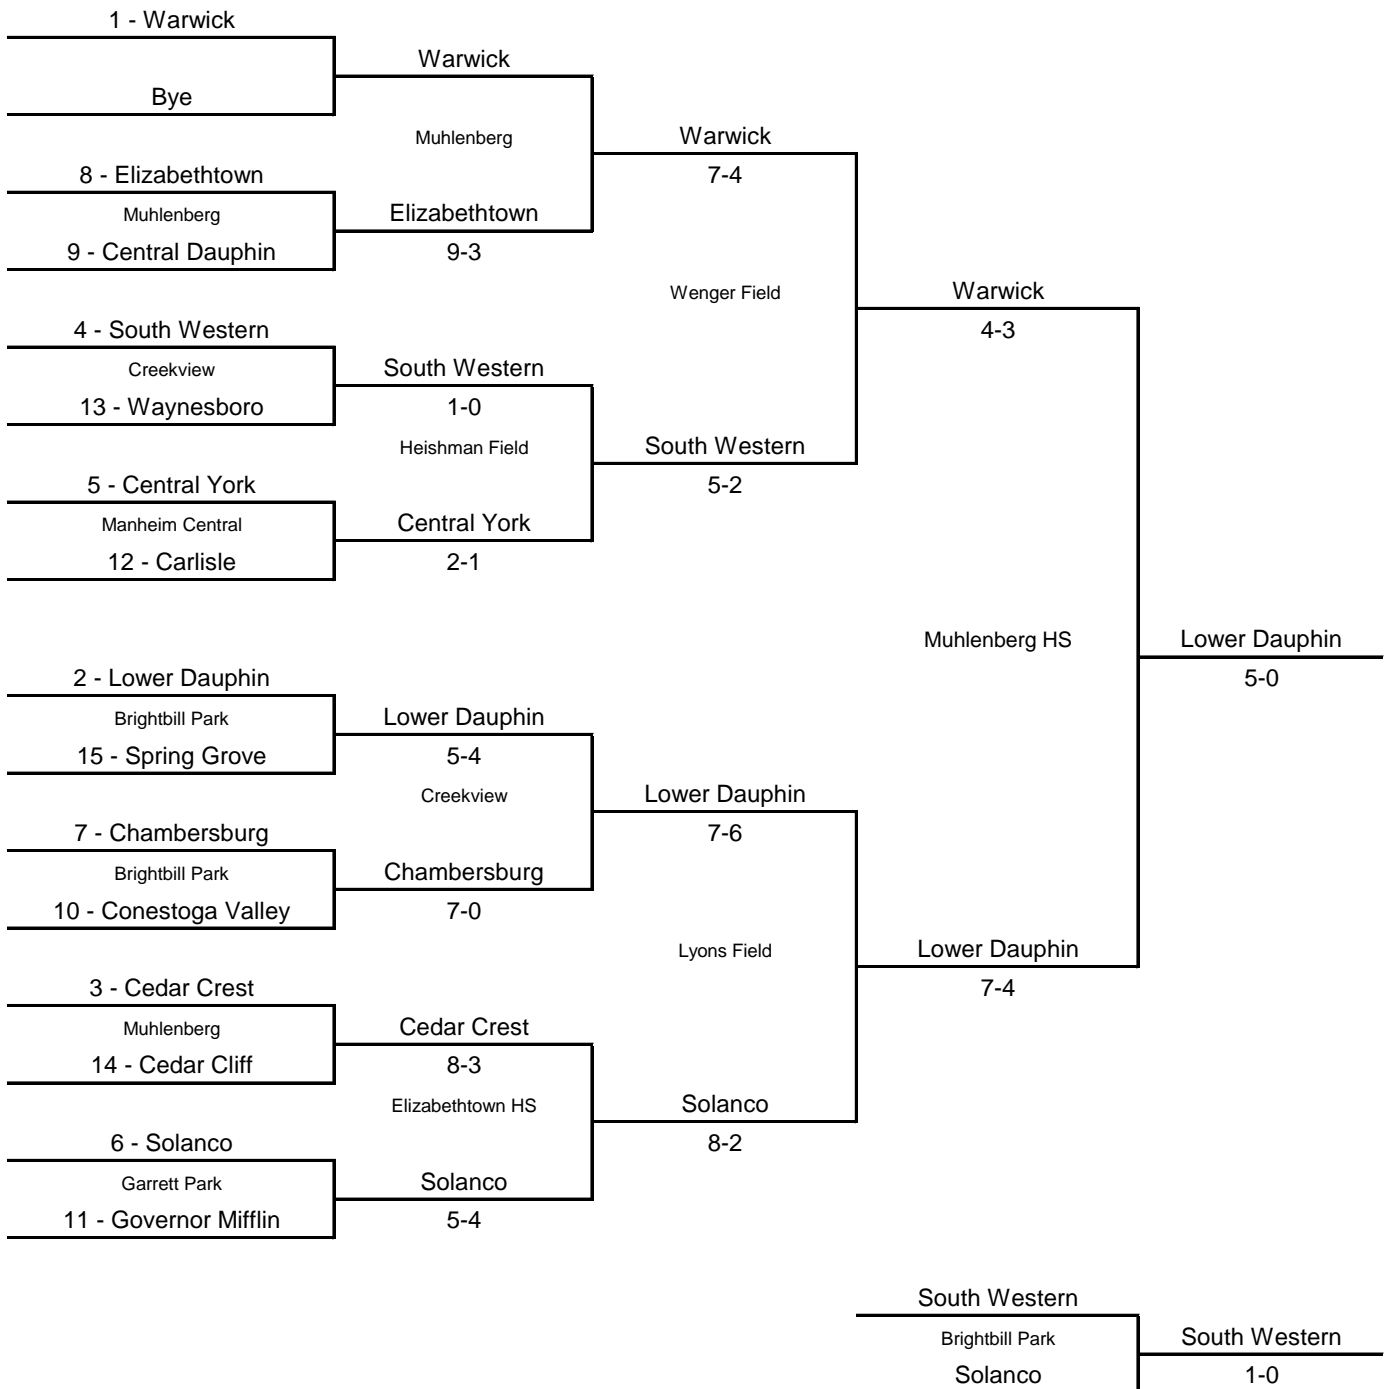 1 - Warwick
Bye
8 - Elizabethtown
Muhlenberg
9 - Central Dauphin
4 - South Western
Creekview
13 - Waynesboro
5 - Central York
Manheim Central
12 - Carlisle
2 - Lower Dauphin
Brightbill Park
15 - Spring Grove
7 - Chambersburg
Brightbill Park
10 - Conestoga Valley
3 - Cedar Crest
Muhlenberg
14 - Cedar Cliff
6 - Solanco
Garrett Park
11 - Governor Mifflin
Warwick
Muhlenberg
Elizabethtown
9-3
South Western
1-0
Heishman Field
Central York
2-1
Lower Dauphin
5-4
Creekview
Chambersburg
7-0
Cedar Crest
8-3
Elizabethtown HS
Solanco
5-4
Warwick
7-4
Wenger Field
South Western
5-2
Lower Dauphin
7-6
Lyons Field
Solanco
8-2
Warwick
4-3
Muhlenberg HS
Lower Dauphin
7-4
Lower Dauphin
5-0
South Western
Brightbill Park
Solanco
South Western
1-0